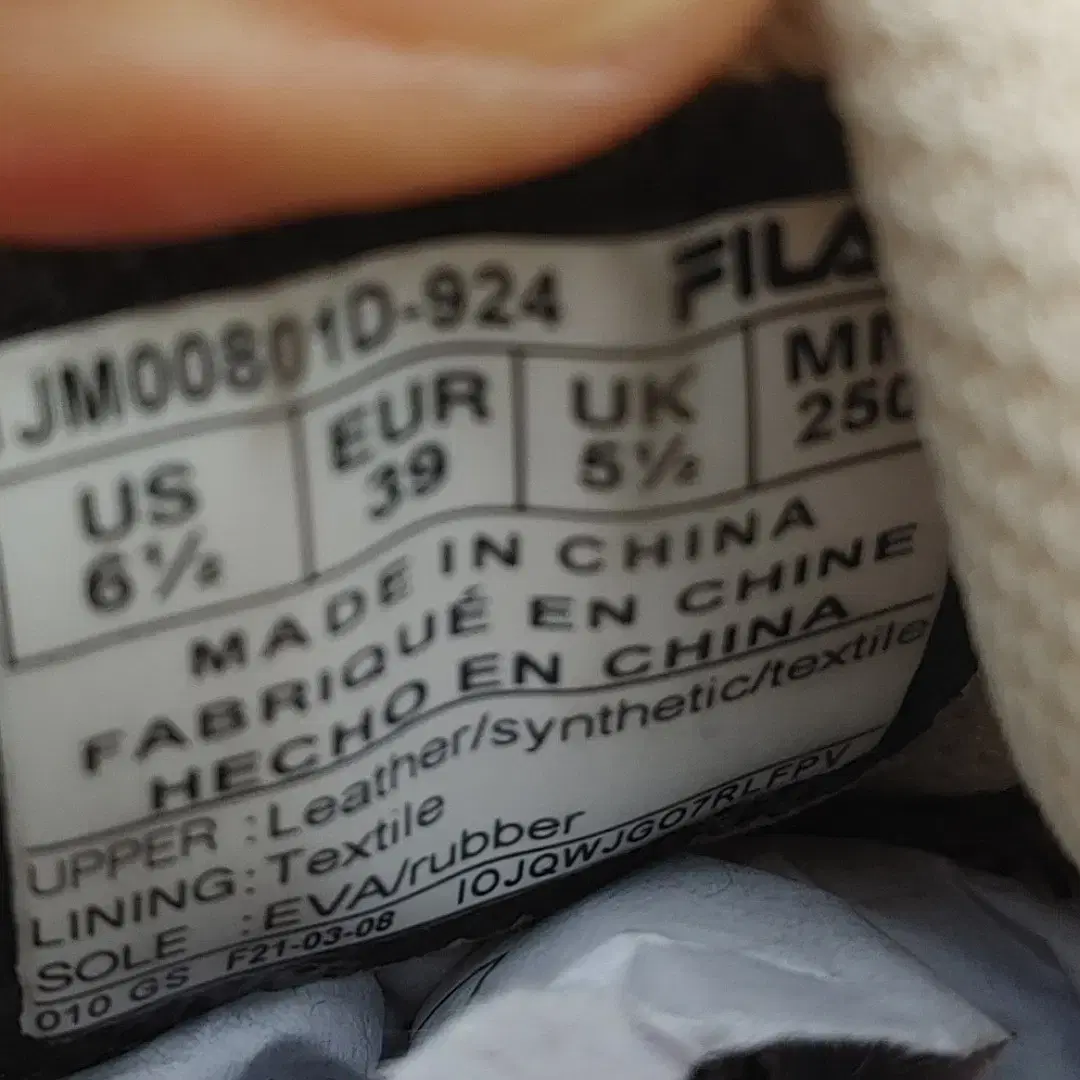 JM00801D-924 FILA
US EUR UK MM
6½ 39 5½ 250
MADE IN CHINA
FABRIQUÉ EN CHINE
HECHO EN CHINA
UPPER :Leather/synthetic/textile
LINING:Textile
SOLE :EVA/rubber
010 GS F21-03-08 IOJQWJGO7RLFPV